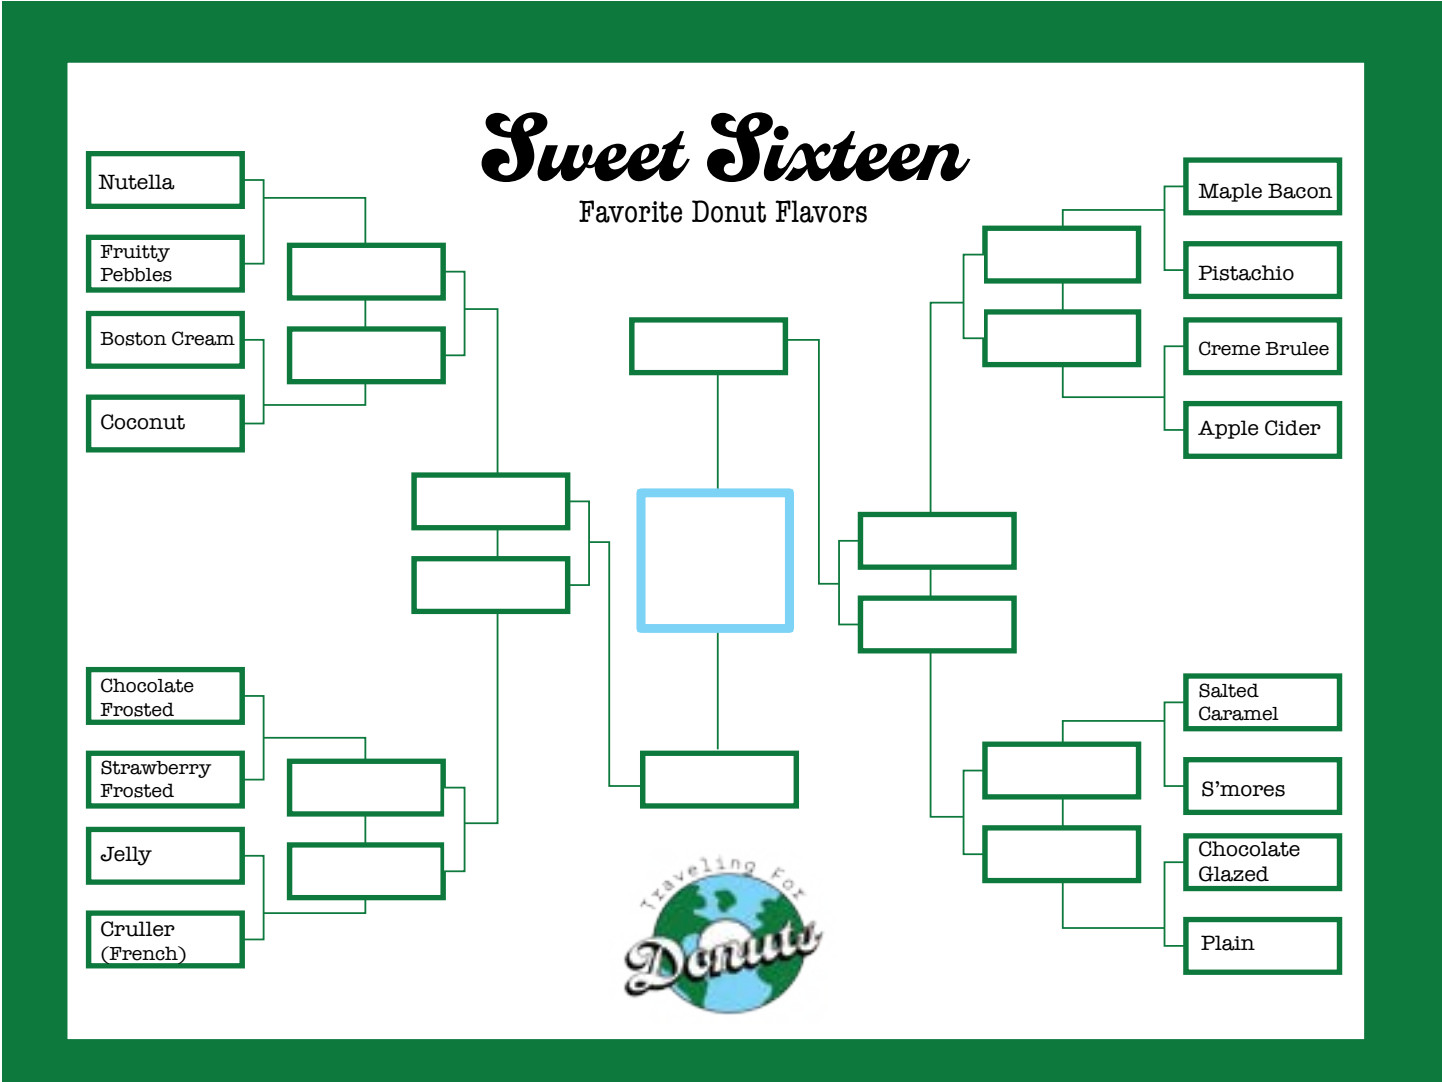 Sweet Sixteen
Favorite Donut Flavors
Nutella
Fruitty
Pebbles
Boston Cream
Coconut
Chocolate
Frosted
Strawberry
Frosted
Jelly
Cruller
(French)
Maple Bacon
Pistachio
Creme Brulee
Apple Cider
Salted
Caramel
S'mores
Chocolate
Glazed
Plain
Traveling For
Donuts